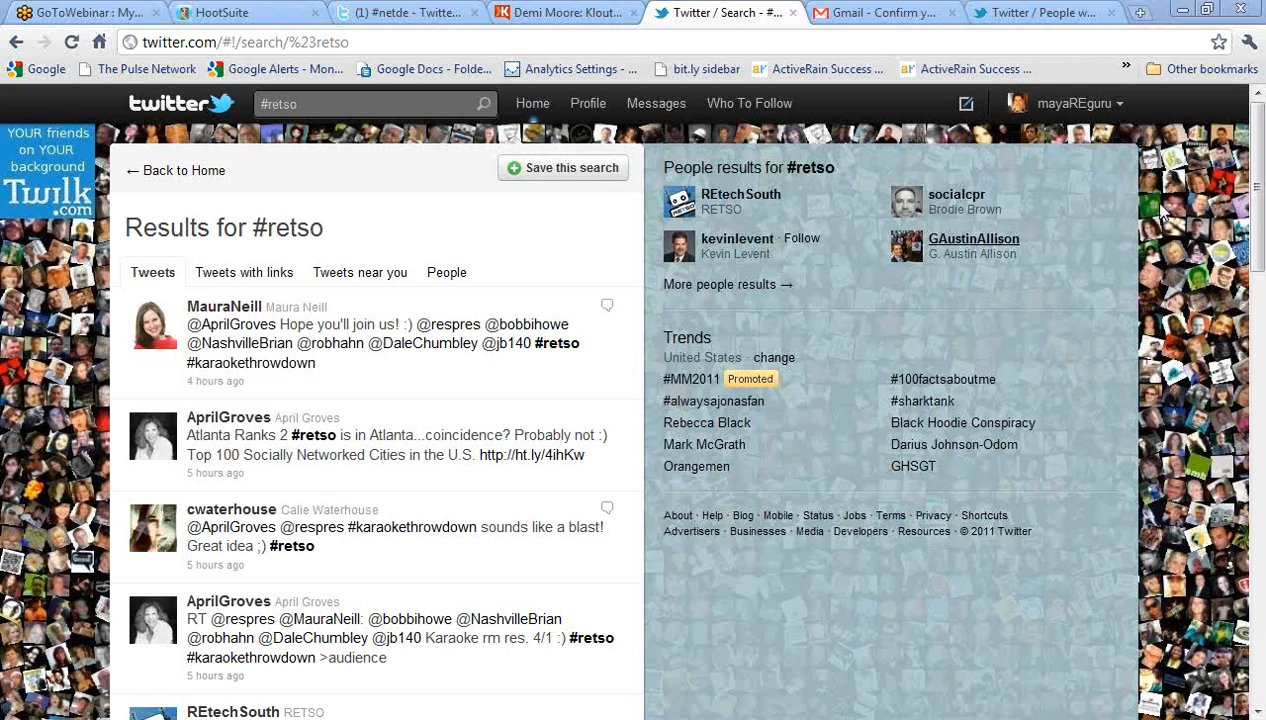 GoToWebinar : My...
HootSuite
(1) #netde - Twitte...
Demi Moore: Klout...
Twitter / Search - #...
Gmail - Confirm y...
Twitter / People w...
twitter.com/#!/search/%23retso
Google
The Pulse Network
Google Alerts - Mon...
Google Docs - Folde...
Analytics Settings - ...
bit.ly sidebar
ActiveRain Success ...
ActiveRain Success ...
Other bookmarks
twitter
#retso
Home
Profile
Messages
Who To Follow
mayaREguru
YOUR friends
on YOUR
background
Twilk
.com
← Back to Home
Save this search
Results for #retso
Tweets
Tweets with links
Tweets near you
People
MauraNeill Maura Neill
@AprilGroves Hope you'll join us! :) @respres @bobbihowe
@NashvilleBrian @robhahn @DaleChumbley @jb140 #retso
#karaokethrowdown
4 hours ago
AprilGroves April Groves
Atlanta Ranks 2 #retso is in Atlanta...coincidence? Probably not :)
Top 100 Socially Networked Cities in the U.S. http://ht.ly/4ihKw
5 hours ago
cwaterhouse Calie Waterhouse
@AprilGroves @respres #karaokethrowdown sounds like a blast!
Great idea ;) #retso
5 hours ago
AprilGroves April Groves
RT @respres @MauraNeill: @bobbihowe @NashvilleBrian
@robhahn @DaleChumbley @jb140 Karaoke rm res. 4/1 :) #retso
#karaokethrowdown >audience
5 hours ago
REtechSouth RETSO
People results for #retso
REtechSouth
RETSO
socialcpr
Brodie Brown
kevinlevent · Follow
Kevin Levent
GAustinAllison
G. Austin Allison
More people results →
Trends
United States · change
#MM2011 Promoted
#100factsaboutme
#alwaysajonasfan
#sharktank
Rebecca Black
Black Hoodie Conspiracy
Mark McGrath
Darius Johnson-Odom
Orangemen
GHSGT
About · Help · Blog · Mobile · Status · Jobs · Terms · Privacy · Shortcuts
Advertisers · Businesses · Media · Developers · Resources · © 2011 Twitter